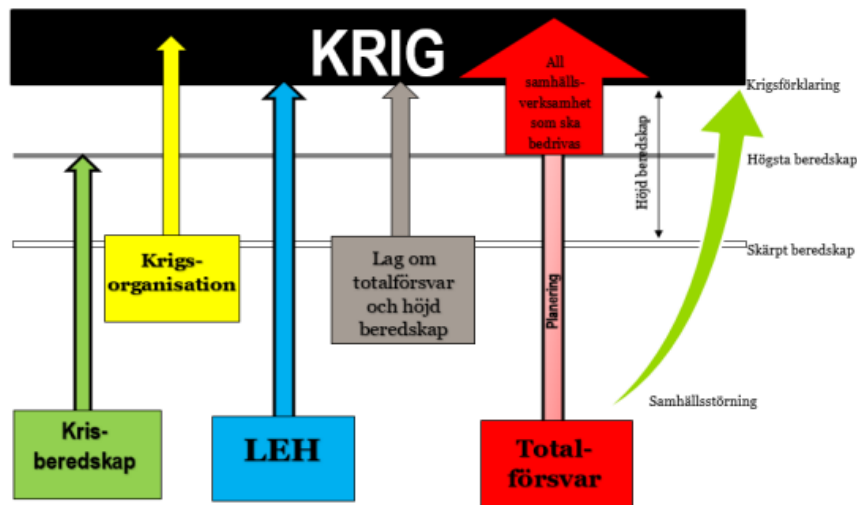 KRIG
All
samhälls-
verksamhet
som ska
bedrivas
Krigsförklaring
Höjd beredskap
Högsta beredskap
Skärpt beredskap
Krigs-
organisation
Lag om
totalförsvar
och höjd
beredskap
Planering
Samhällsstörning
Kris-
beredskap
LEH
Total-
försvar